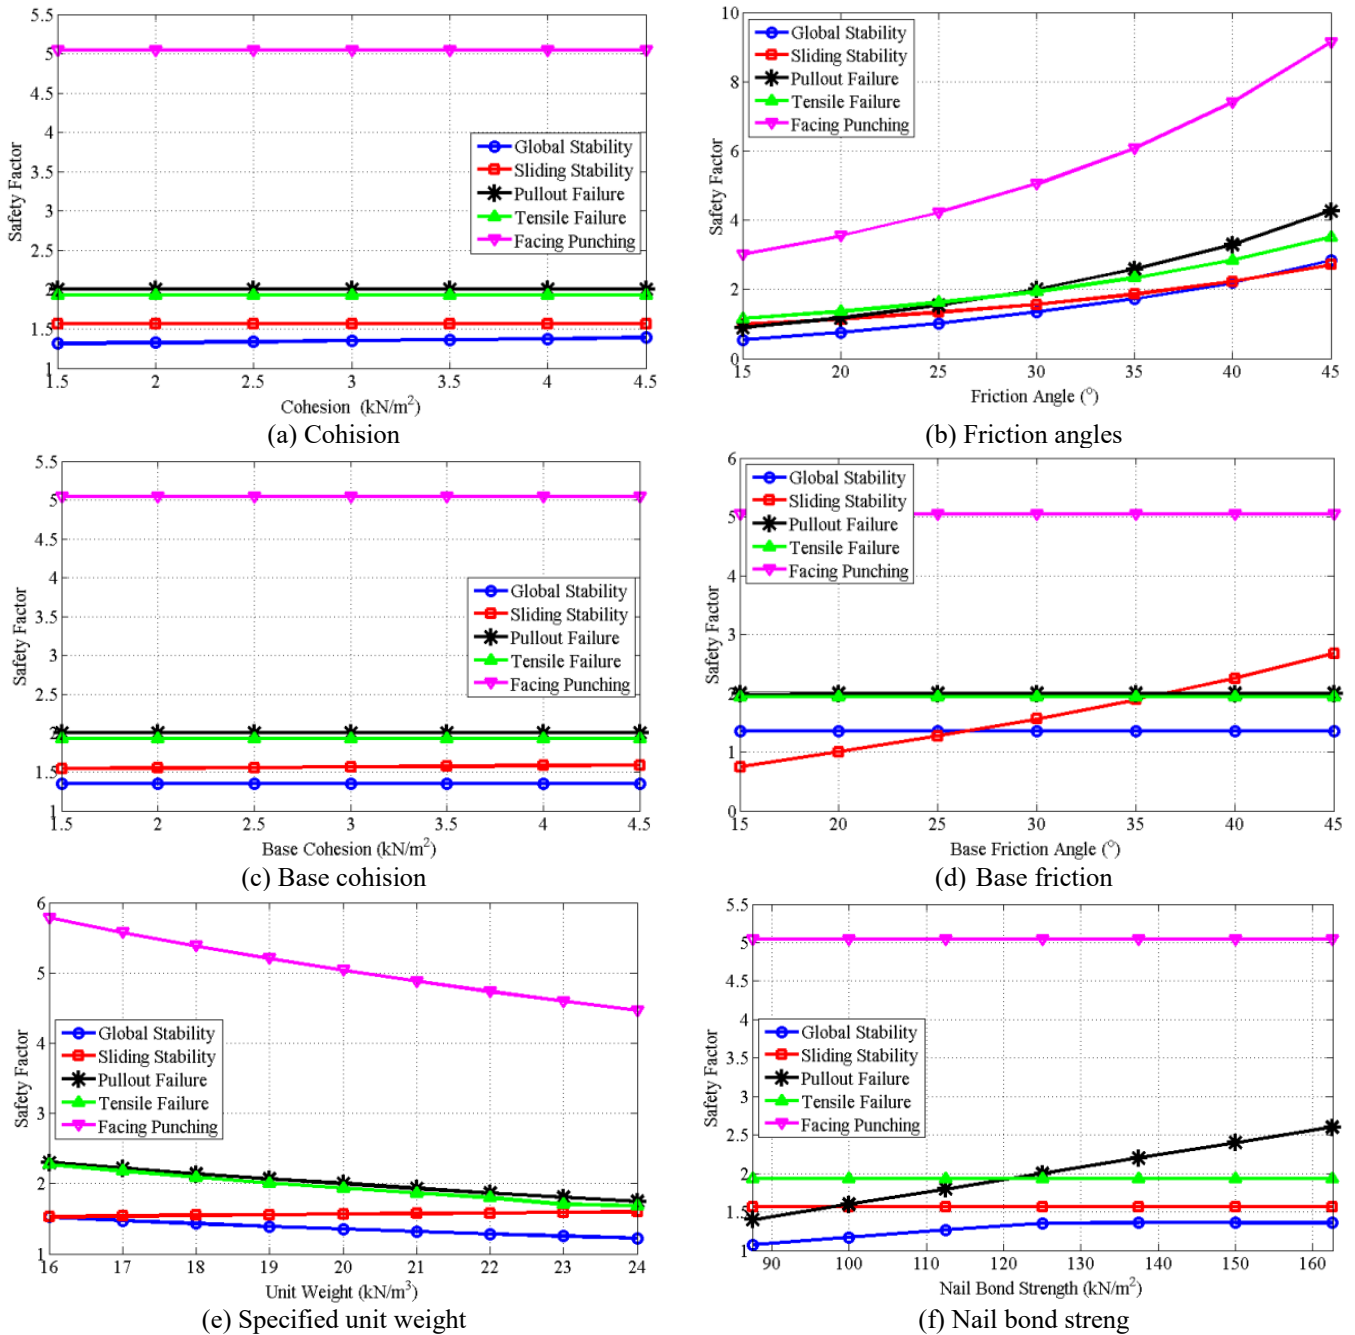 5.5
5
4.5
4
3.5
3
2.5
2
1.5
1
Safety Factor
Global Stability
Sliding Stability
Pullout Failure
Tensile Failure
Facing Punching
1.5 2 2.5 3 3.5 4 4.5
Cohesion (kN/m²)
(a) Cohision
10
8
6
4
2
0
Safety Factor
Global Stability
Sliding Stability
Pullout Failure
Tensile Failure
Facing Punching
15 20 25 30 35 40 45
Friction Angle (°)
(b) Friction angles
5.5
5
4.5
4
3.5
3
2.5
2
1.5
1
Safety Factor
Global Stability
Sliding Stability
Pullout Failure
Tensile Failure
Facing Punching
1.5 2 2.5 3 3.5 4 4.5
Base Cohesion (kN/m²)
(c) Base cohision
6
5
4
3
2
1
0
Safety Factor
Global Stability
Sliding Stability
Pullout Failure
Tensile Failure
Facing Punching
15 20 25 30 35 40 45
Base Friction Angle (°)
(d) Base friction
6
5
4
3
2
1
Safety Factor
Global Stability
Sliding Stability
Pullout Failure
Tensile Failure
Facing Punching
16 17 18 19 20 21 22 23 24
Unit Weight (kN/m³)
(e) Specified unit weight
5.5
5
4.5
4
3.5
3
2.5
2
1.5
1
Safety Factor
Global Stability
Sliding Stability
Pullout Failure
Tensile Failure
Facing Punching
90 100 110 120 130 140 150 160
Nail Bond Strength (kN/m²)
(f) Nail bond streng